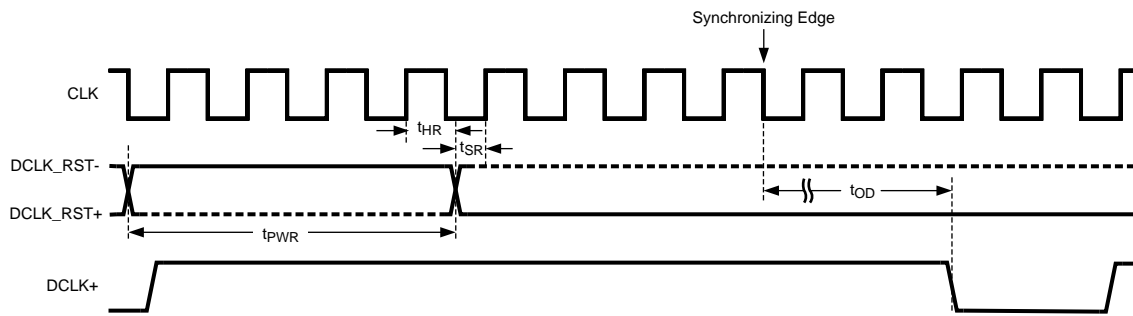 Synchronizing Edge
CLK
tHR
tSR
DCLK_RST-
tOD
DCLK_RST+
tPWR
DCLK+